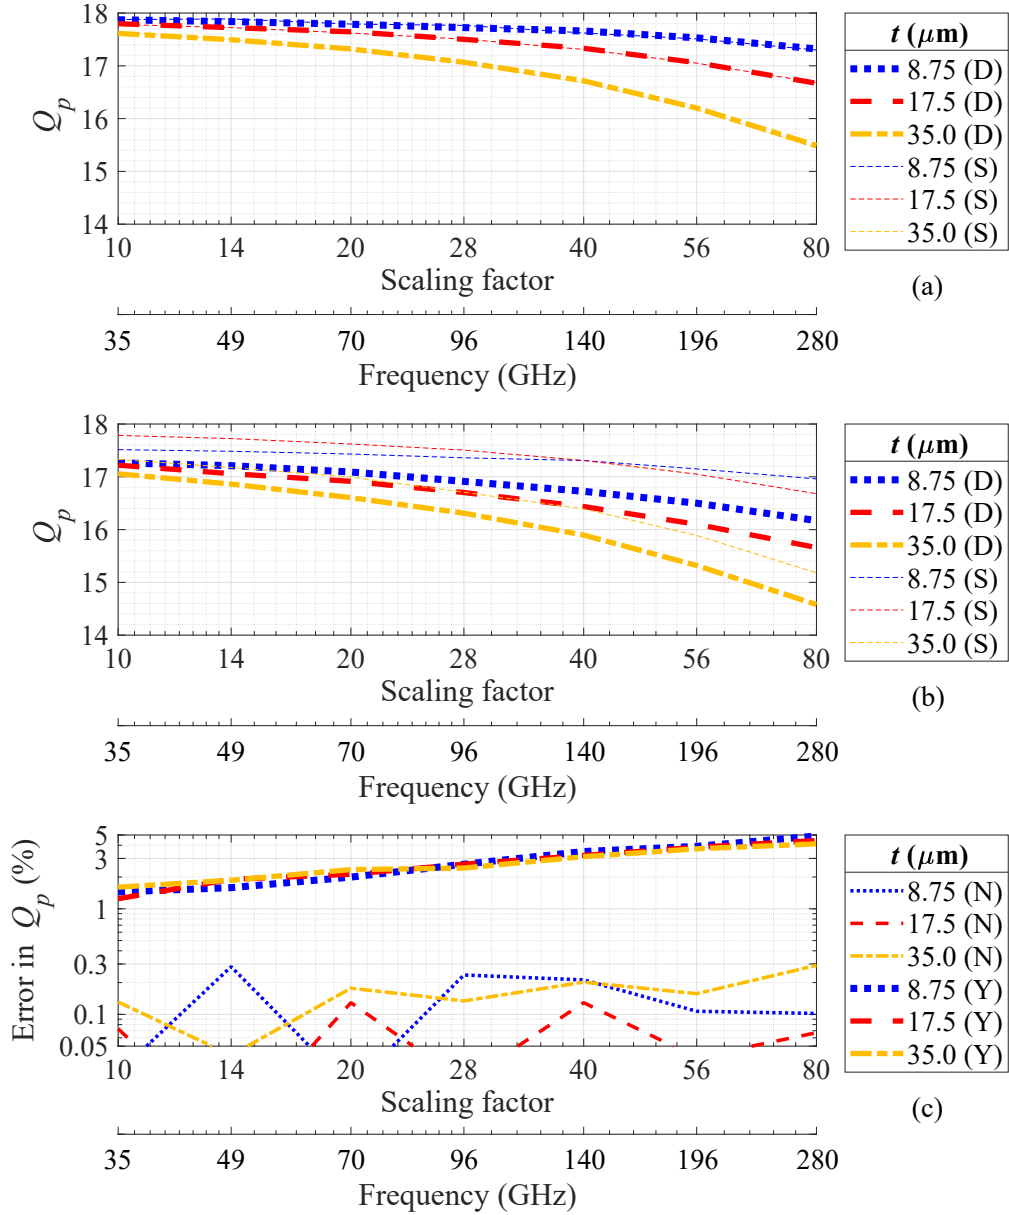 18
17
16
15
14
Q_p
10 14 20 28 40 56 80
Scaling factor
35 49 70 96 140 196 280
Frequency (GHz)
t (μm)
8.75 (D)
17.5 (D)
35.0 (D)
8.75 (S)
17.5 (S)
35.0 (S)
(a)
18
17
16
15
14
Q_p
10 14 20 28 40 56 80
Scaling factor
35 49 70 96 140 196 280
Frequency (GHz)
t (μm)
8.75 (D)
17.5 (D)
35.0 (D)
8.75 (S)
17.5 (S)
35.0 (S)
(b)
5
3
1
0.3
0.1
0.05
Error in Q_p (%)
10 14 20 28 40 56 80
Scaling factor
35 49 70 96 140 196 280
Frequency (GHz)
t (μm)
8.75 (N)
17.5 (N)
35.0 (N)
8.75 (Y)
17.5 (Y)
35.0 (Y)
(c)